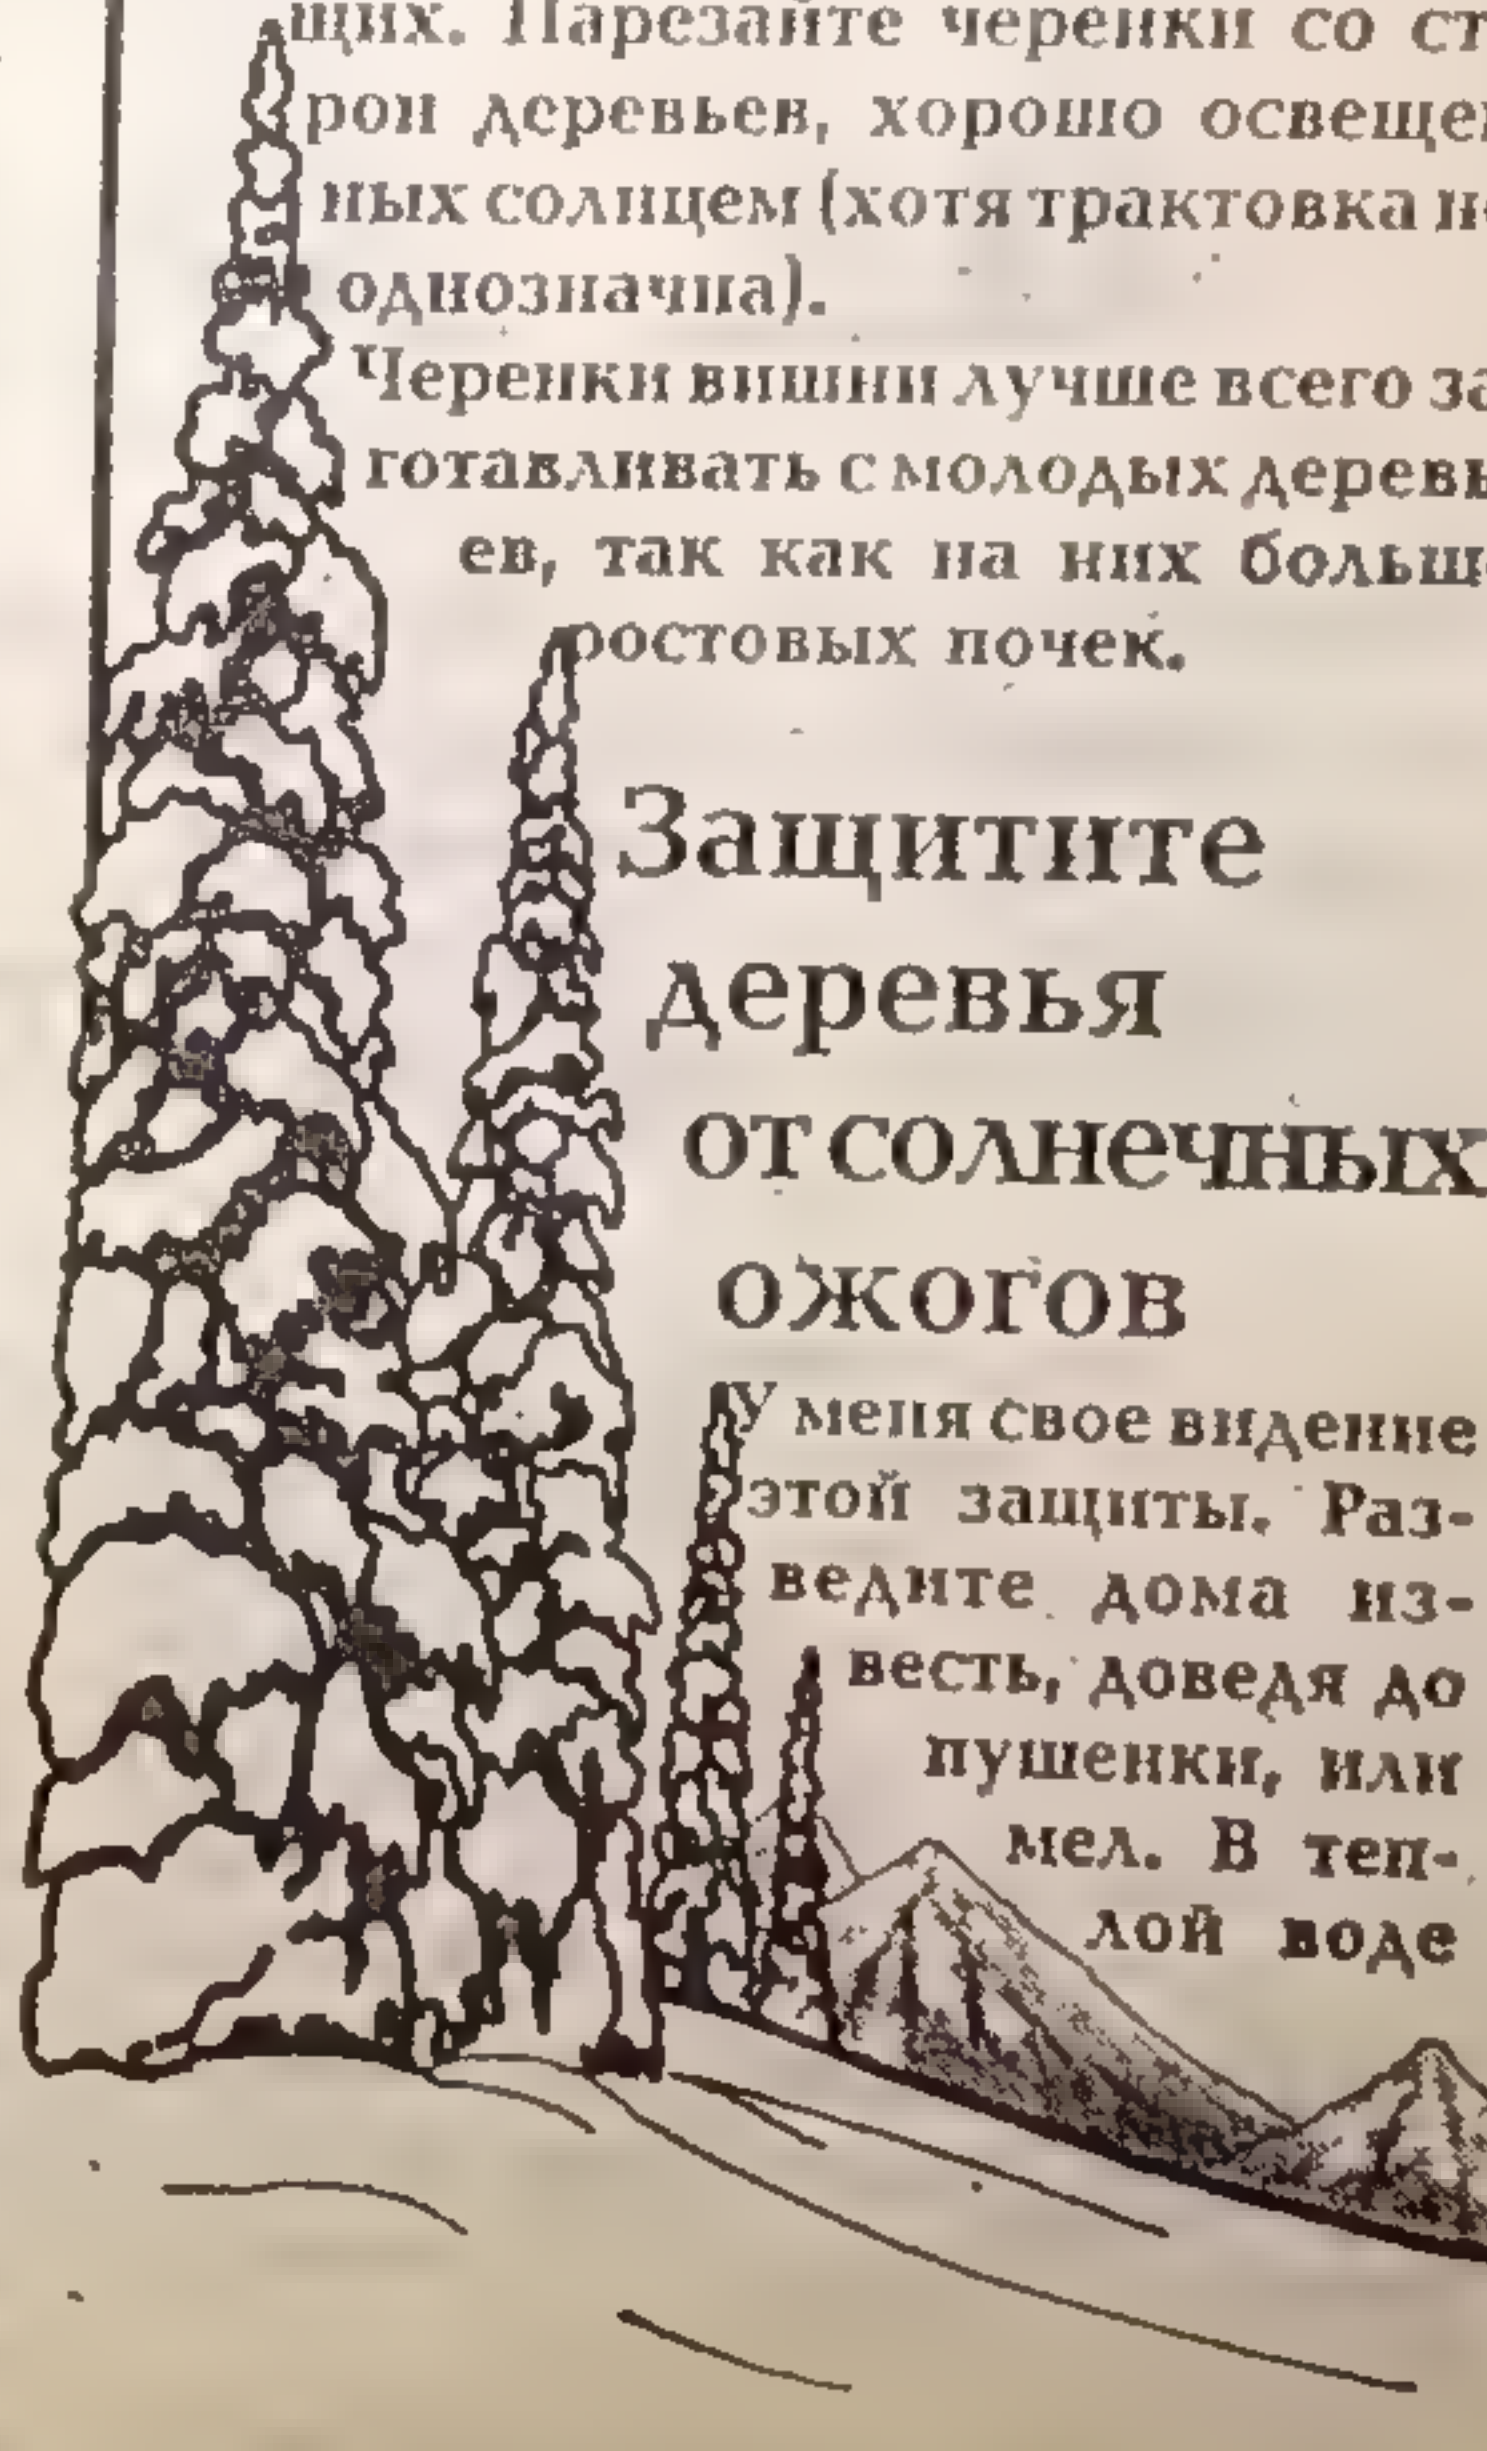 щих. Нарезайте черенки со ст
рон деревьев, хорошо освещен
ных солнцем (хотя трактовка не
однозначна).
Черенки вишни лучше всего за
готавливать с молодых деревь
ев, так как на них больше
ростовых почек.
Защитите
деревья
от солнечных
ожогов
У меня свое видение
этой защиты. Раз-
ведите дома из-
весть, доведя до
пушенки, или
мел. В теп-
лой воде